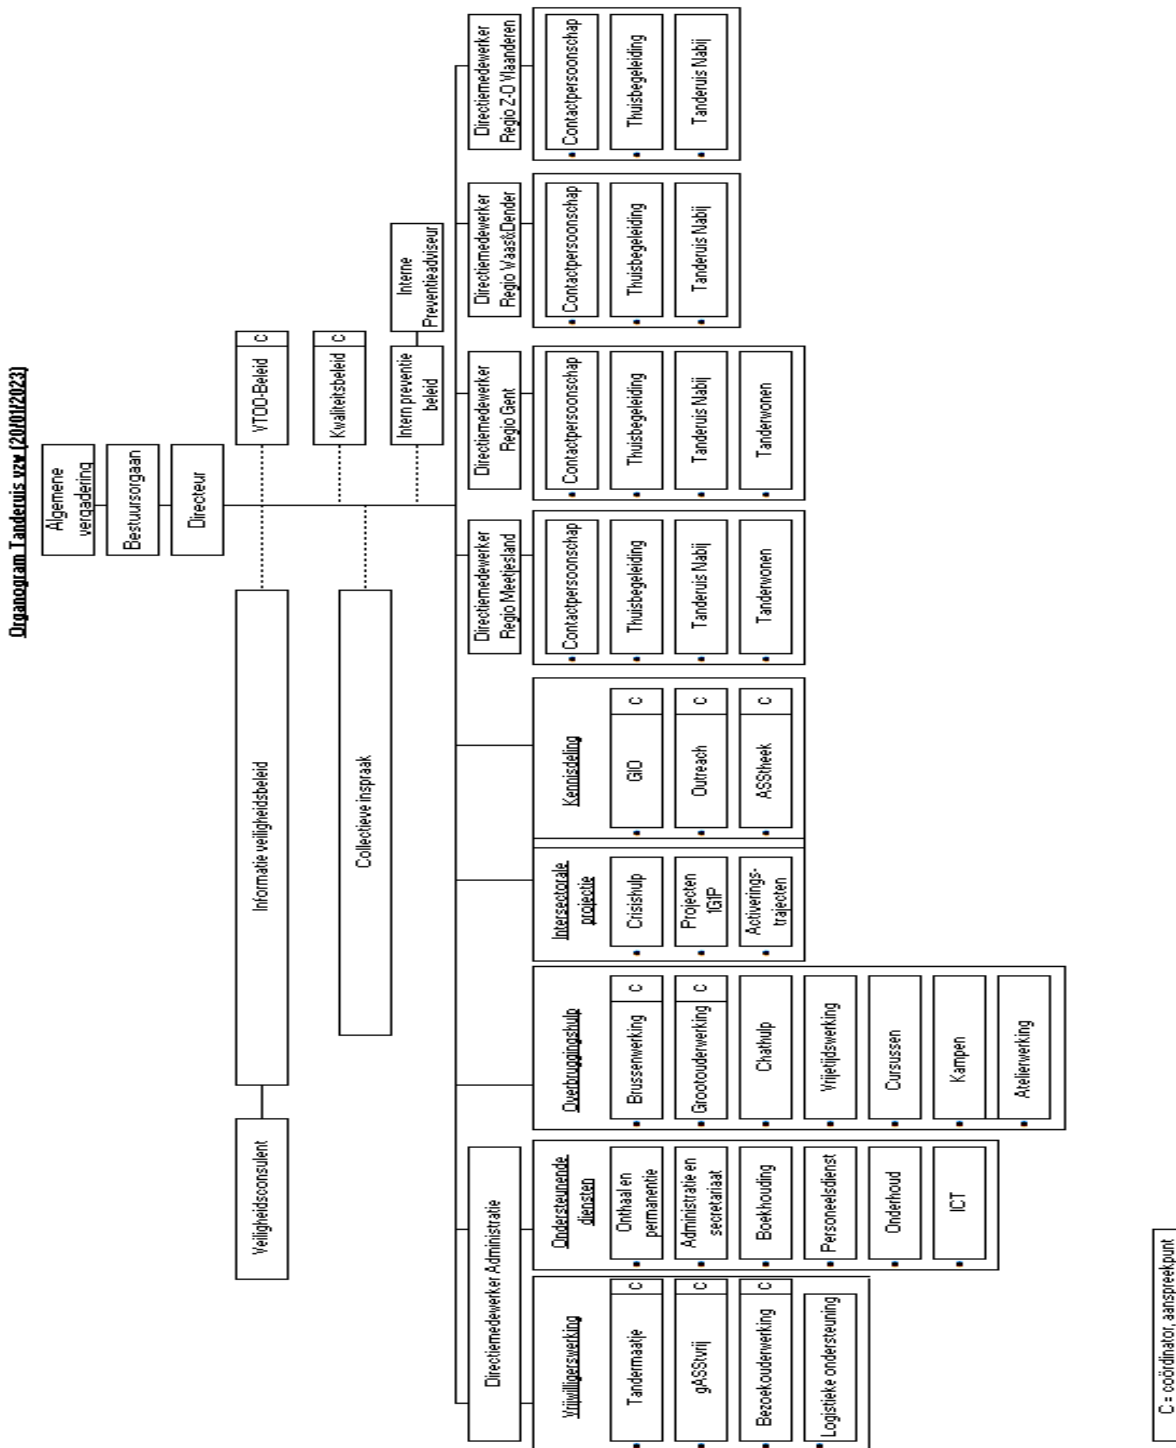 Organogram Tanderuis vzw (20/01/2023)
Algemene
vergadering
Bestuursorgaan
Directeur
Veiligheidsconsulent
Informatie veiligheidsbeleid
VTOO-Beleid
C
Kwaliteitsbeleid
C
Collectieve inspraak
Intern preventie
beleid
Interne
Preventieadviseur
Directiemedewerker Administratie
Directiemedewerker
Regio Meetjesland
Directiemedewerker
Regio Gent
Directiemedewerker
Regio Waas&Dender
Directiemedewerker
Regio Z-O Vlaanderen
Vrijwilligerswerking
Tandermaatje
C
gASStvrij
C
Bezoekouderwerking
C
Logistieke ondersteuning
Ondersteunende
diensten
Onthaal en
permanentie
Administratie en
secretariaat
Boekhouding
Personeelsdienst
Onderhoud
ICT
Overbruggingshulp
Brussenwerking
C
Grootouderwerking
C
Chathulp
Vrijetijdswerking
Cursussen
Kampen
Atelierwerking
Intersectorale
projectie
Crisishulp
Projecten
1G1P
Activerings-
trajecten
Kennisdeling
GIO
C
Outreach
C
ASStheek
C
Contactpersoonschap
Thuisbegeleiding
Tanderuis Nabij
Tanderwonen
Contactpersoonschap
Thuisbegeleiding
Tanderuis Nabij
Tanderwonen
Contactpersoonschap
Thuisbegeleiding
Tanderuis Nabij
Contactpersoonschap
Thuisbegeleiding
Tanderuis Nabij
C = coördinator, aanspreekpunt